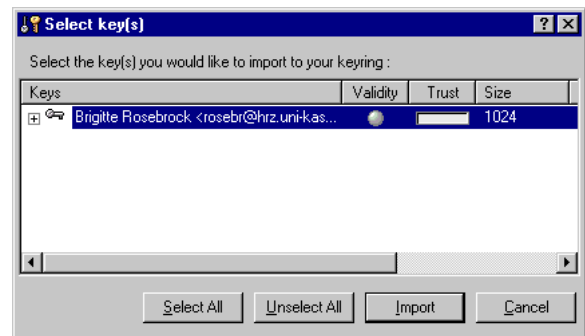 Select key(s)
Select the key(s) you would like to import to your keyring :
Keys Validity Trust Size
Brigitte Rosebrock <rosebr@hrz.uni-kas... 1024
Select All Unselect All Import Cancel